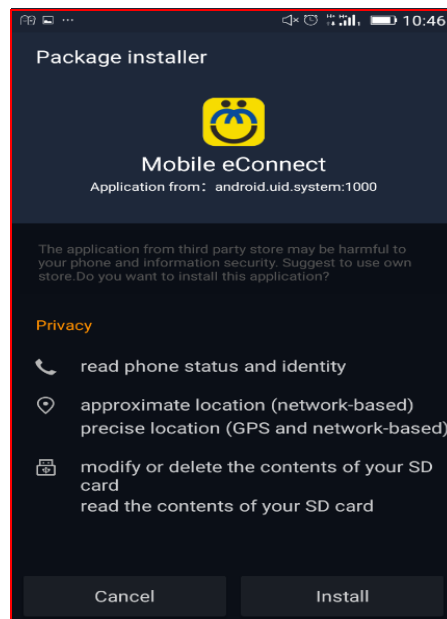 10:46
Package installer
Mobile eConnect
Application from: android.uid.system:1000
The application from third party store may be harmful to
your phone and information security. Suggest to use own
store.Do you want to install this application?
Privacy
read phone status and identity
approximate location (network-based)
precise location (GPS and network-based)
modify or delete the contents of your SD
card
read the contents of your SD card
Cancel
Install